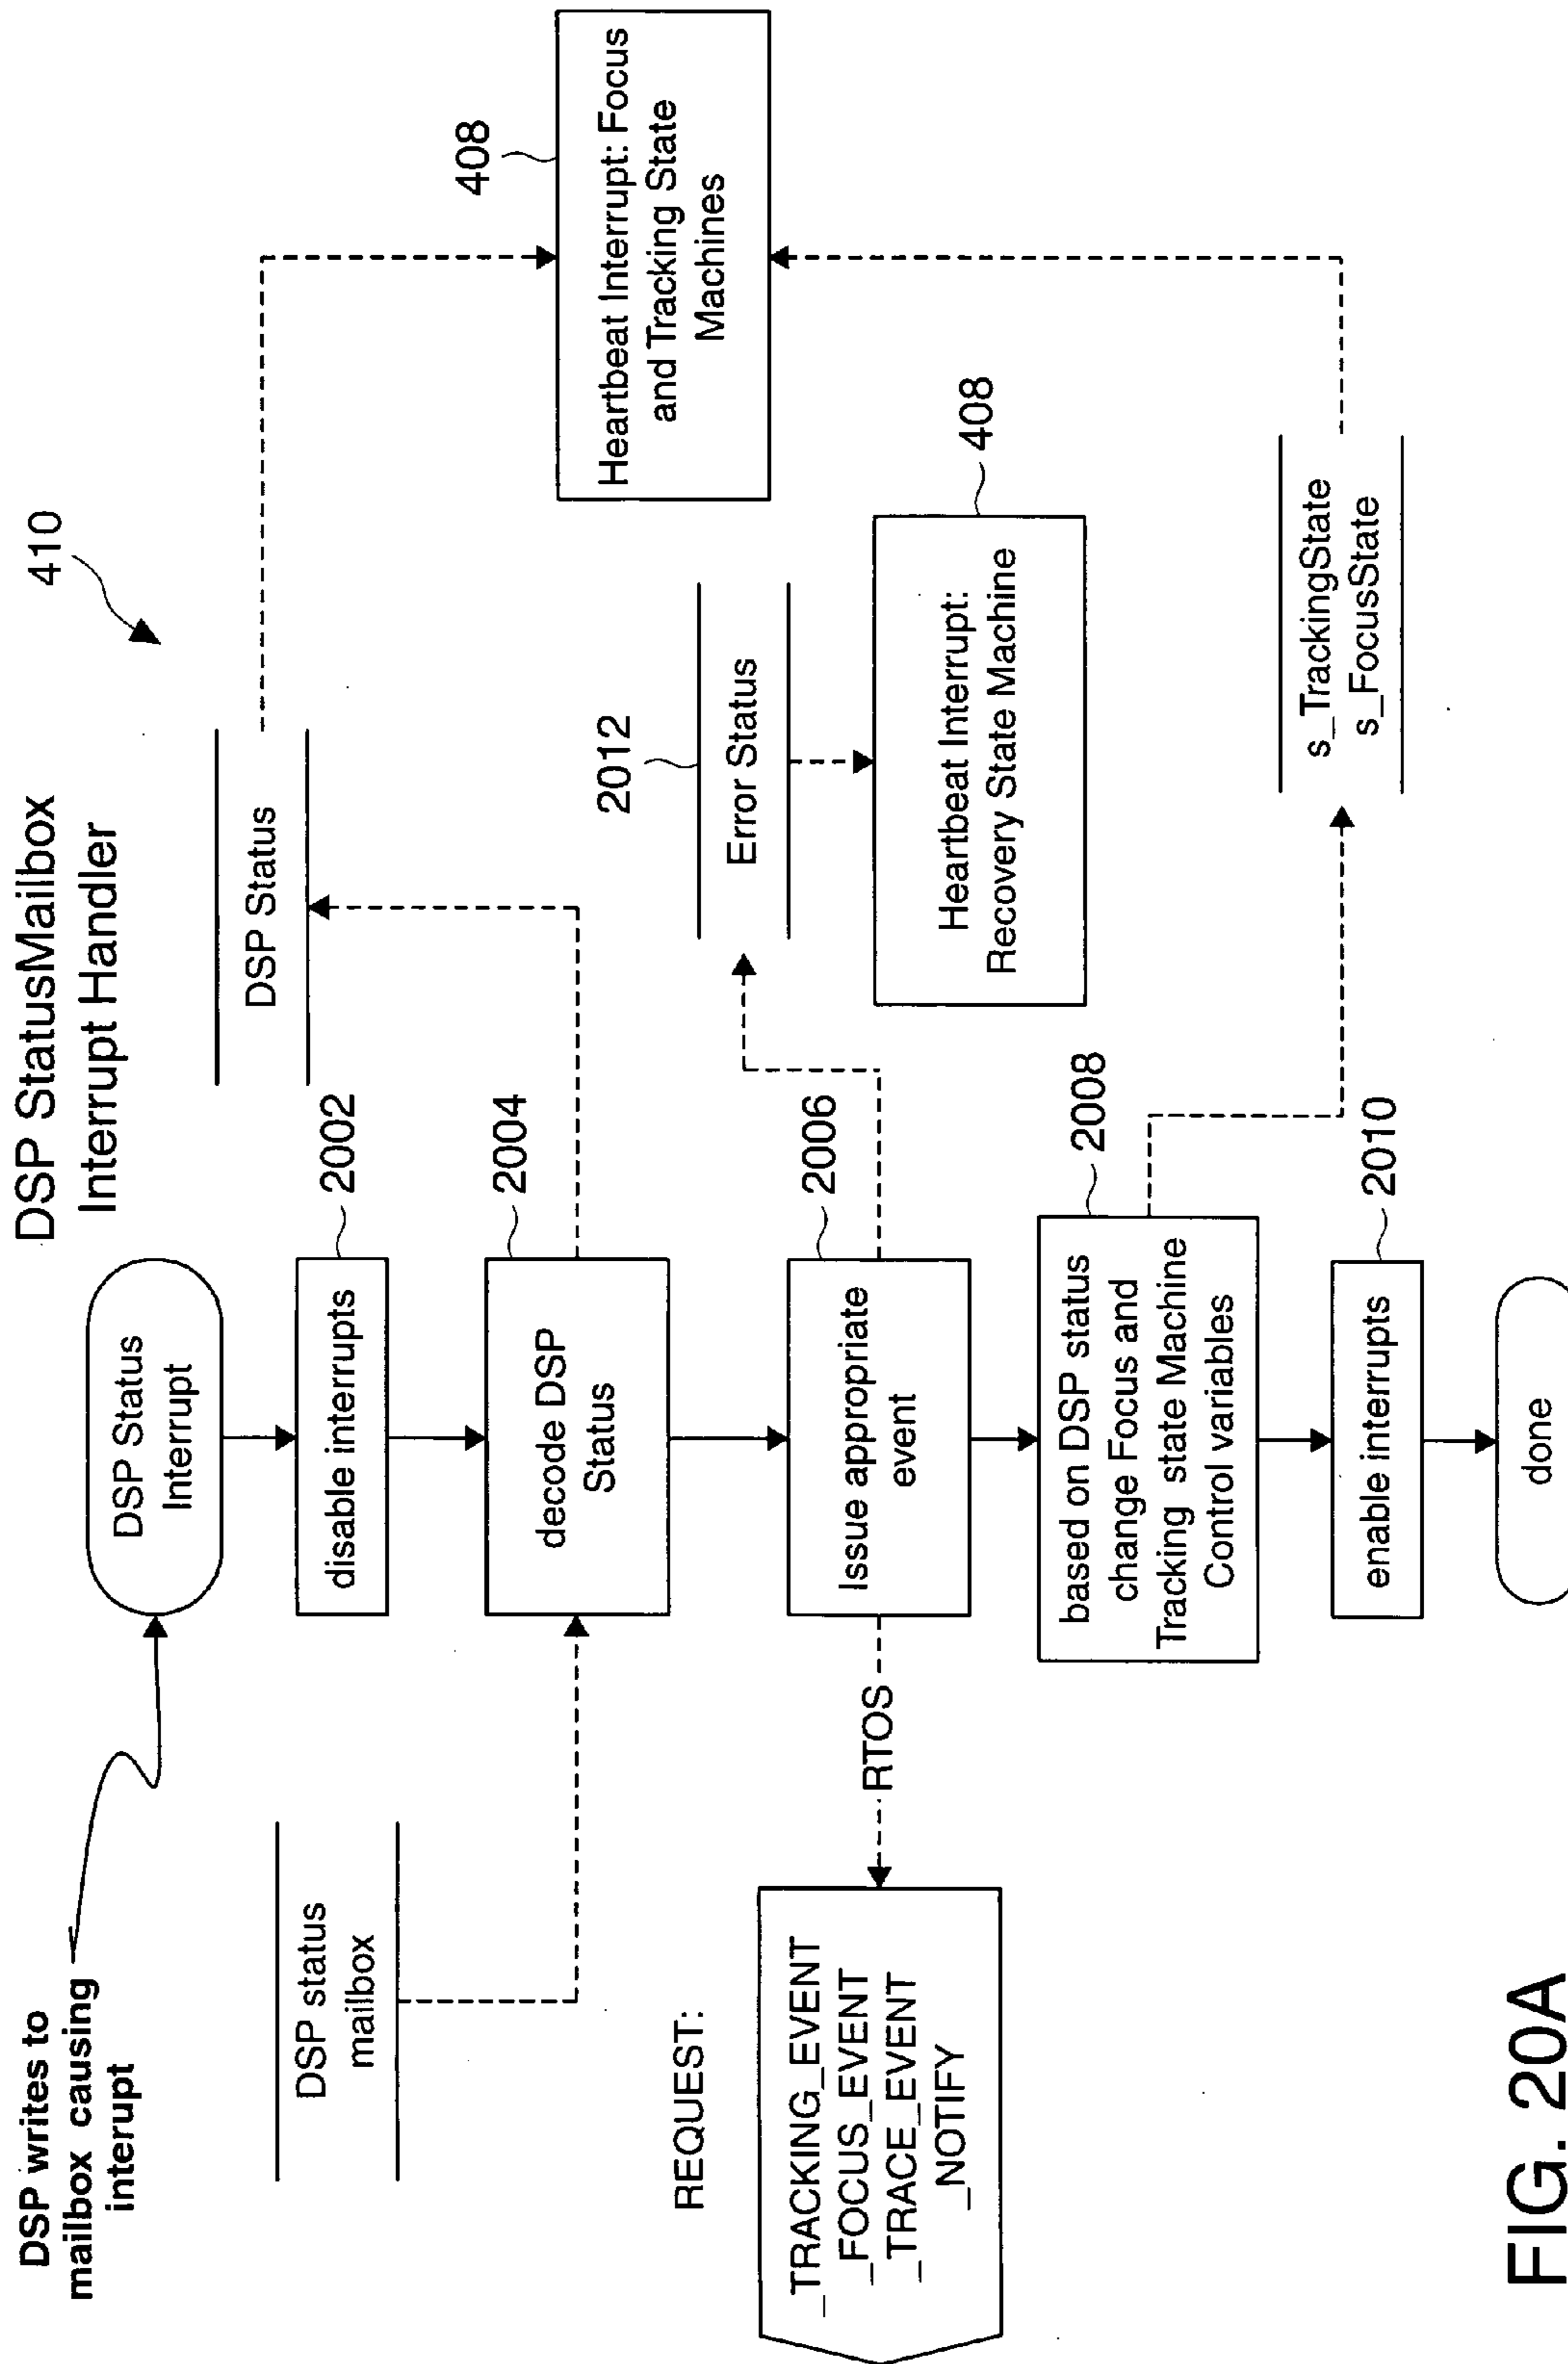 DSP StatusMailbox
Interrupt Handler
410
DSP writes to
mailbox causing
interupt
DSP Status
Interrupt
DSP Status
408
Heartbeat Interrupt: Focus
and Tracking State
Machines
disable interrupts
2002
DSP status
mailbox
decode DSP
Status
2004
2012
Error Status
REQUEST:
_TRACKING_EVENT
_FOCUS_EVENT
_TRACE_EVENT
_NOTIFY
RTOS
Issue appropriate
event
2006
Heartbeat Interrupt:
Recovery State Machine
408
based on DSP status
change Focus and
Tracking state Machine
Control variables
2008
s_TrackingState
s_FocusState
enable interrupts
2010
done
FIG. 20A